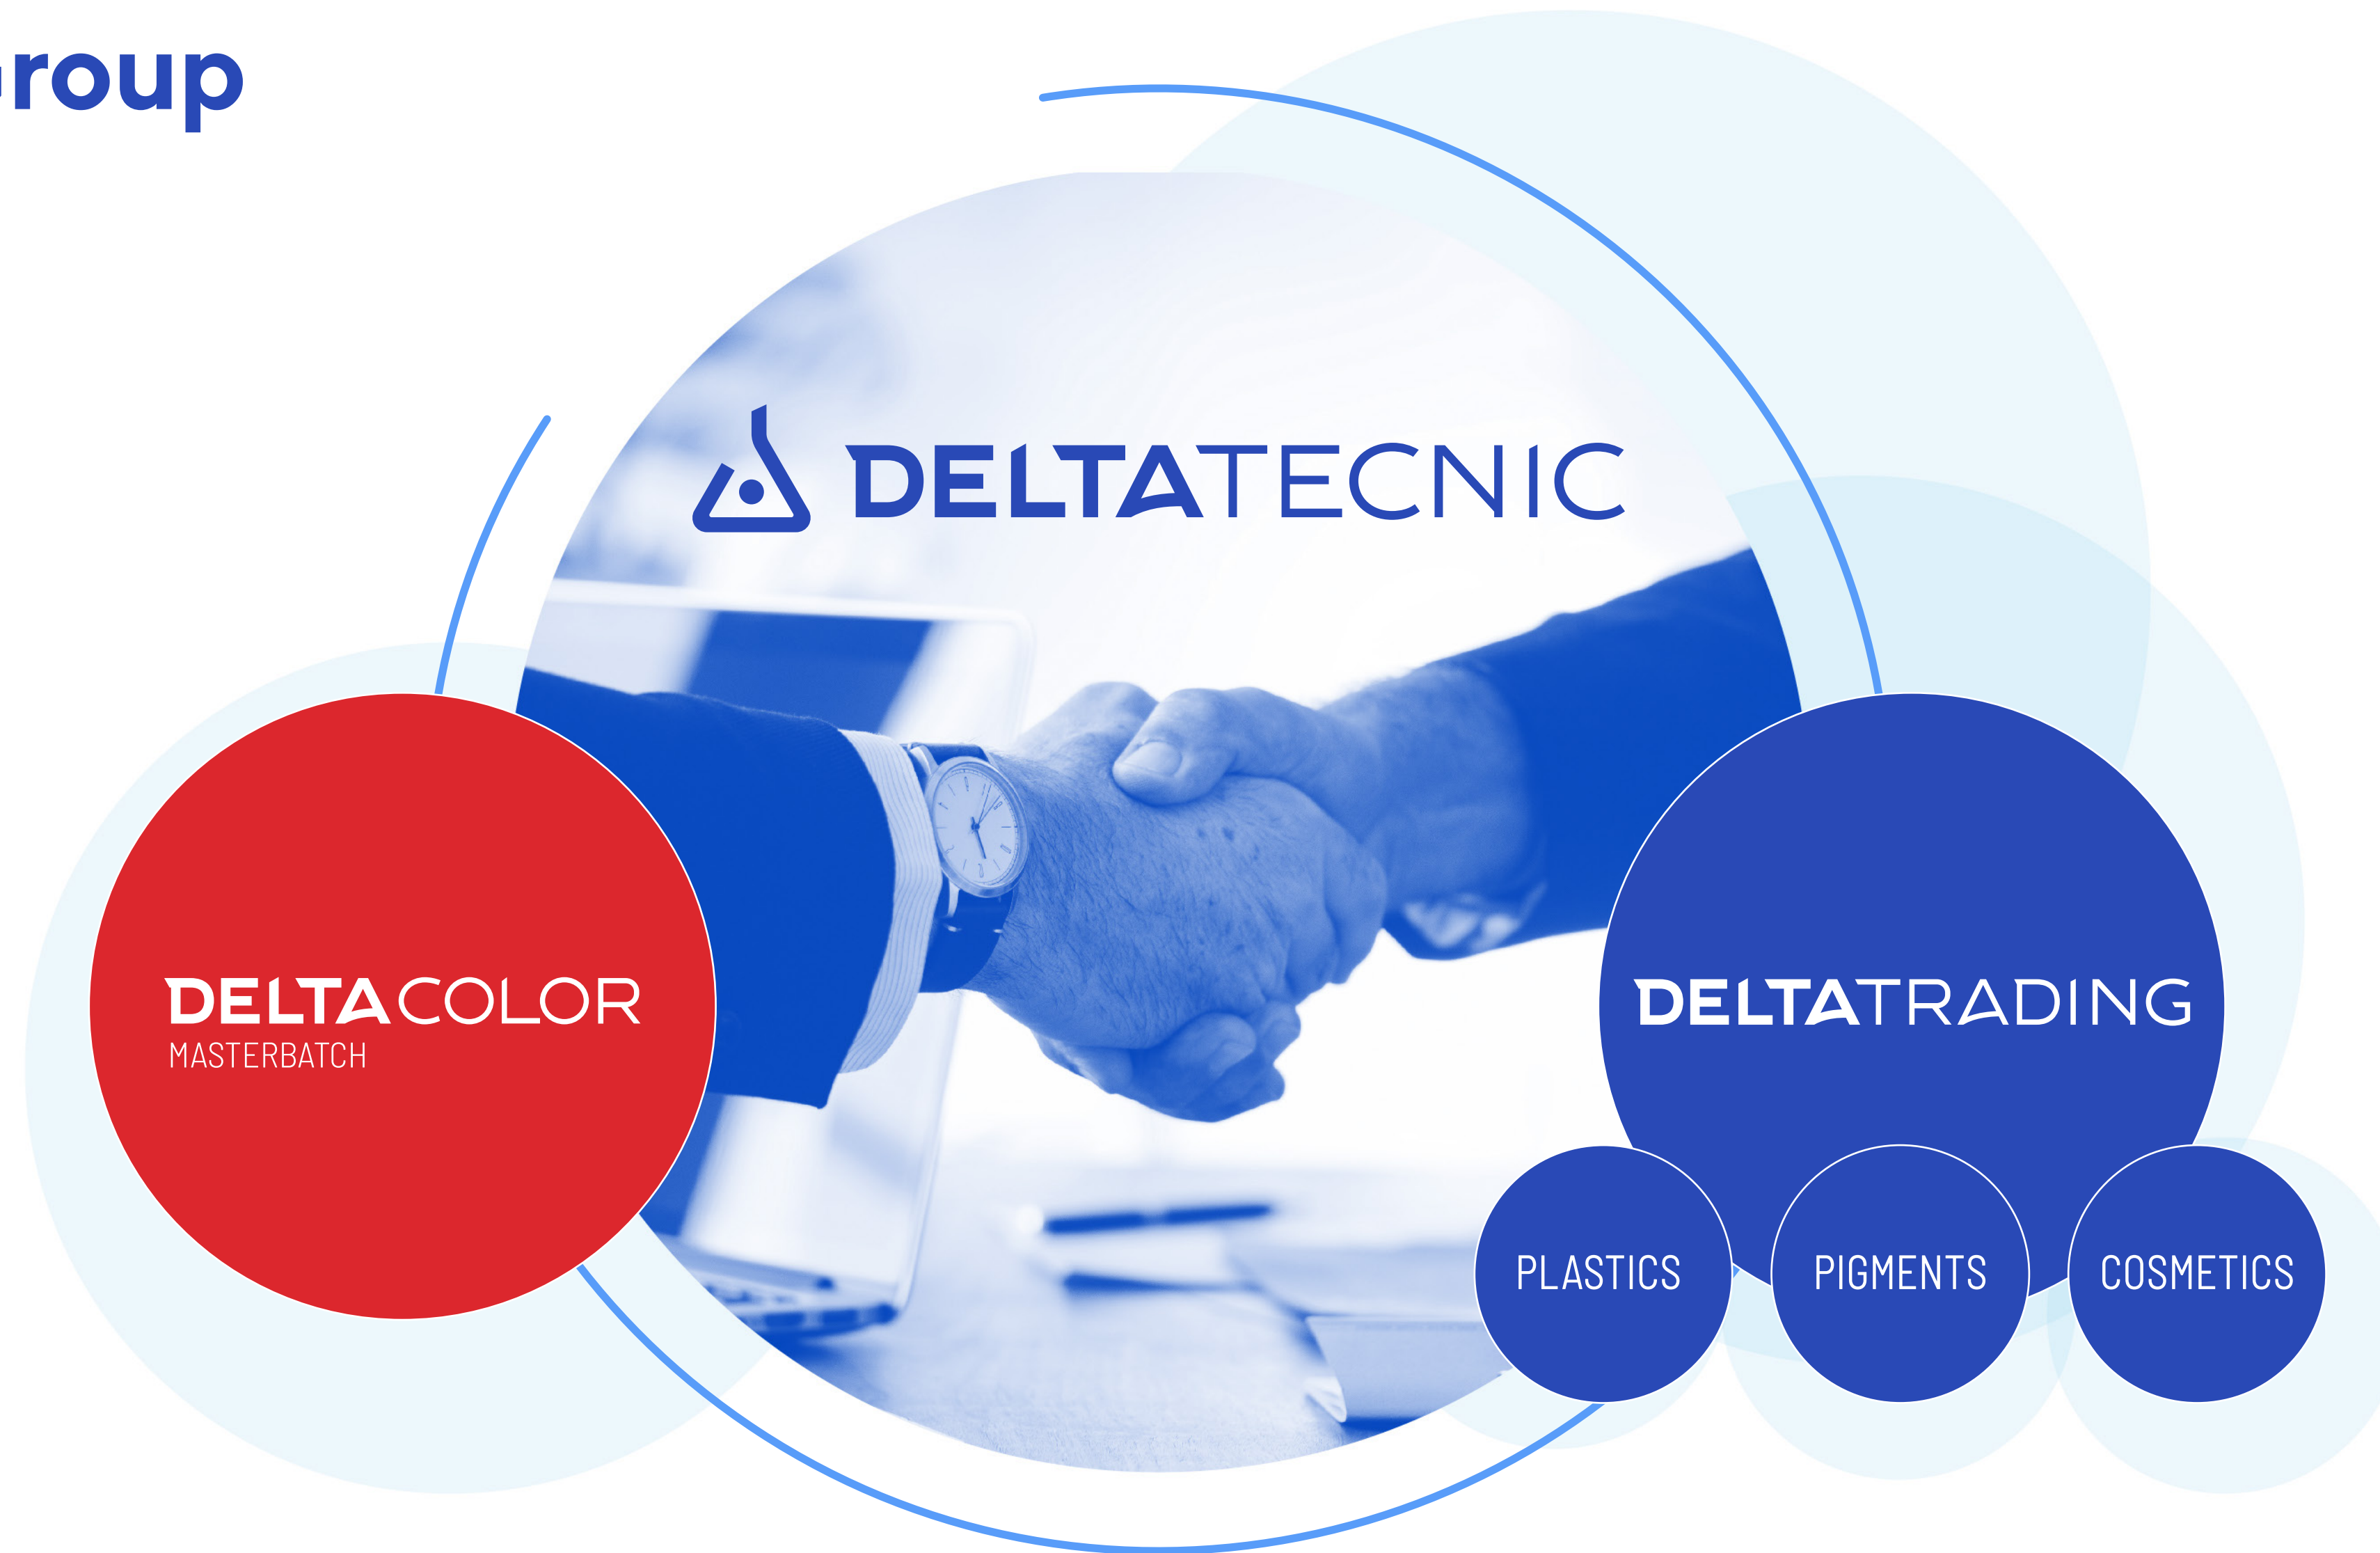 roup
DELTATECNIC
DELTACOLOR
MASTERBATCH
DELTATRADING
PLASTICS
PIGMENTS
COSMETICS